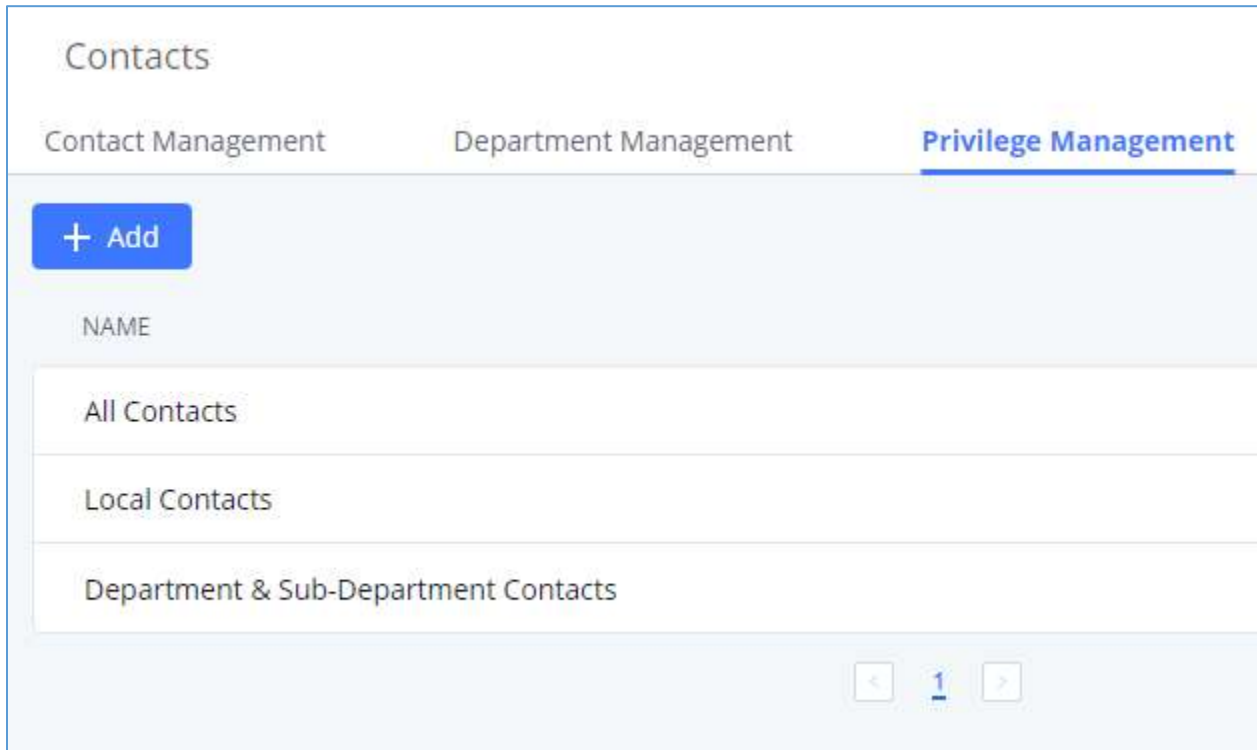 Contacts
Contact Management Department Management Privilege Management
+ Add
NAME
All Contacts
Local Contacts
Department & Sub-Department Contacts
< 1 >